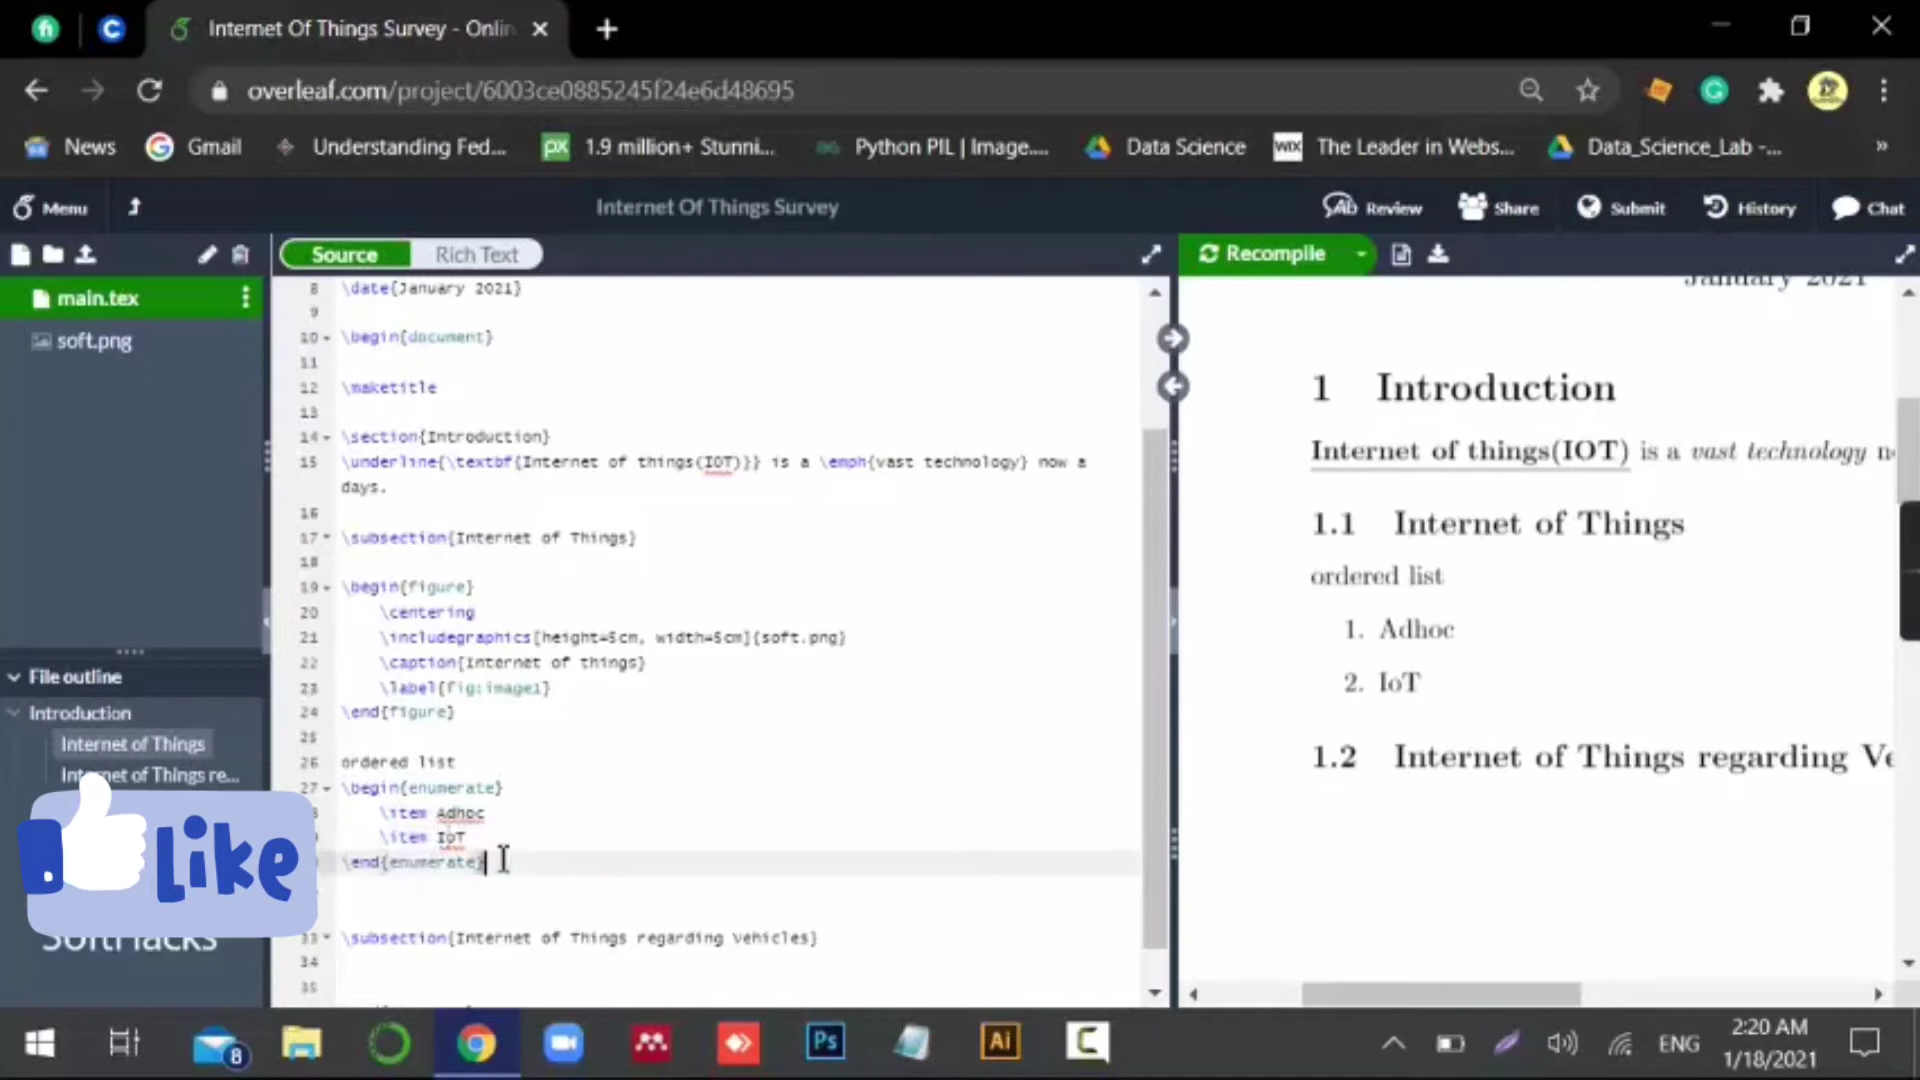 Internet Of Things Survey - Onlin
overleaf.com/project/6003ce0885245f24e6d48695
News
Gmail
Understanding Fed...
1.9 million+ Stunni...
Python PIL | Image....
Data Science
WIX
The Leader in Webs...
Data_Science_Lab -...
»
Menu
Internet Of Things Survey
Review
Share
Submit
History
Chat
Source
Rich Text
Recompile
main.tex
soft.png
File outline
Introduction
Internet of Things
Internet of Things re...
8 \date{January 2021}
9
10 \begin{document}
11
12 \maketitle
13
14 \section{Introduction}
15 \underline{\textbf{Internet of things(IOT)}} is a \emph{vast technology} now a
days.
16
17 \subsection{Internet of Things}
18
19 \begin{figure}
20 \centering
21 \includegraphics[height=5cm, width=5cm]{soft.png}
22 \caption{Internet of things}
23 \label{fig:image1}
24 \end{figure}
25
26 ordered list
27 \begin{enumerate}
\item Adhoc
\item IoT
\end{enumerate}
33 \subsection{Internet of Things regarding Vehicles}
34
35
January 2021
1 Introduction
Internet of things(IOT) is a vast technology n
1.1 Internet of Things
ordered list
1. Adhoc
2. IoT
1.2 Internet of Things regarding Ve
Like
SoftHacks
8
Ps
Ai
ENG
2:20 AM
1/18/2021